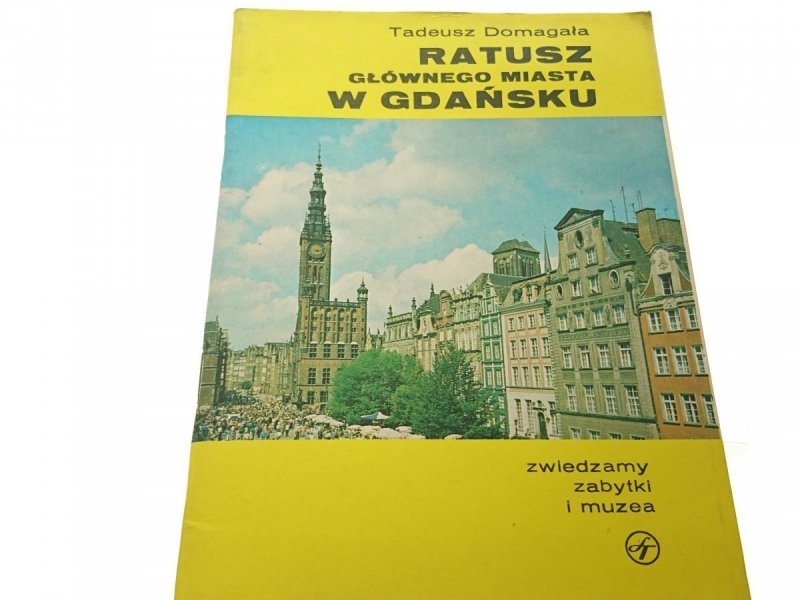 Tadeusz Domagała
RATUSZ
GŁÓWNEGO MIASTA
W GDAŃSKU
zwiedzamy
zabytki
i muzea